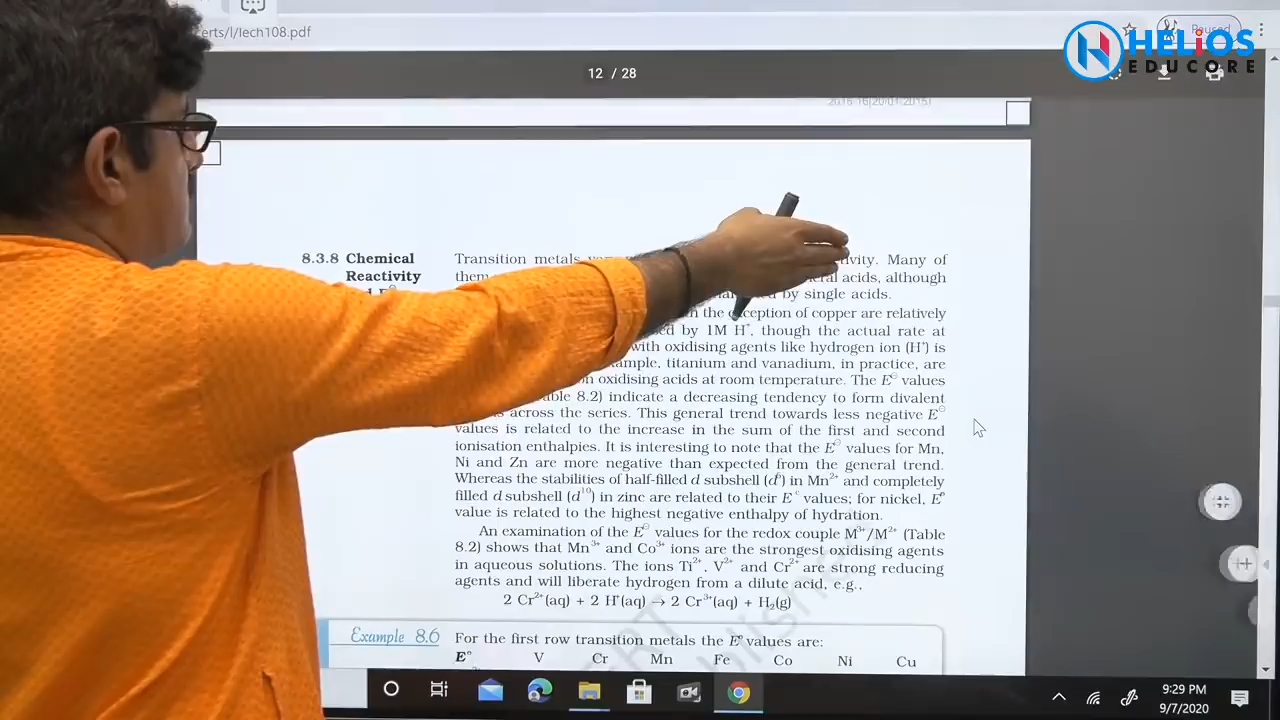 erts/l/lech108.pdf
Paused
HELiOS
EDUCORE
12 / 28
2015-16(20/01/2015)
8.3.8 Chemical
Reactivity
Transition metals vary ivity. Many of
them eral acids, although
by single acids.
the exception of copper are relatively
ed by 1M H⁺, though the actual rate at
with oxidising agents like hydrogen ion (H⁺) is
ample, titanium and vanadium, in practice, are
n oxidising acids at room temperature. The E⊖ values
able 8.2) indicate a decreasing tendency to form divalent
s across the series. This general trend towards less negative E⊖
values is related to the increase in the sum of the first and second
ionisation enthalpies. It is interesting to note that the E⊖ values for Mn,
Ni and Zn are more negative than expected from the general trend.
Whereas the stabilities of half-filled d subshell (d⁵) in Mn²⁺ and completely
filled d subshell (d¹⁰) in zinc are related to their E values; for nickel, Eº
value is related to the highest negative enthalpy of hydration.
An examination of the E⊖ values for the redox couple M³⁺/M²⁺ (Table
8.2) shows that Mn³⁺ and Co³⁺ ions are the strongest oxidising agents
in aqueous solutions. The ions Ti²⁺, V²⁺ and Cr²⁺ are strong reducing
agents and will liberate hydrogen from a dilute acid, e.g.,
2 Cr²⁺(aq) + 2 H⁺(aq) → 2 Cr³⁺(aq) + H₂(g)
Example 8.6 For the first row transition metals the Eº values are:
Eº V Cr Mn Fe Co Ni Cu
9:29 PM
9/7/2020